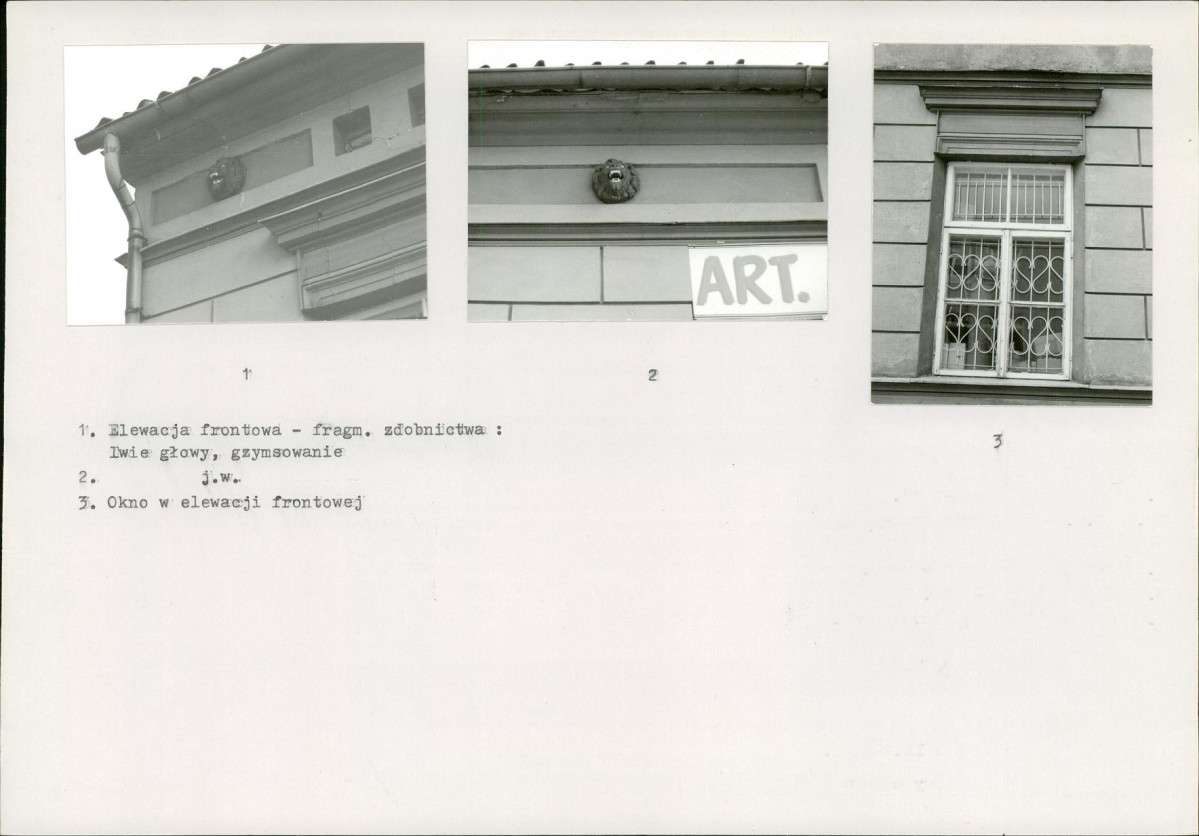 ART.
1
2
3
1. Elewacja frontowa - fragm. zdobnictwa :
lwie głowy, gzymsowanie
2. j.w.
3. Okno w elewacji frontowej